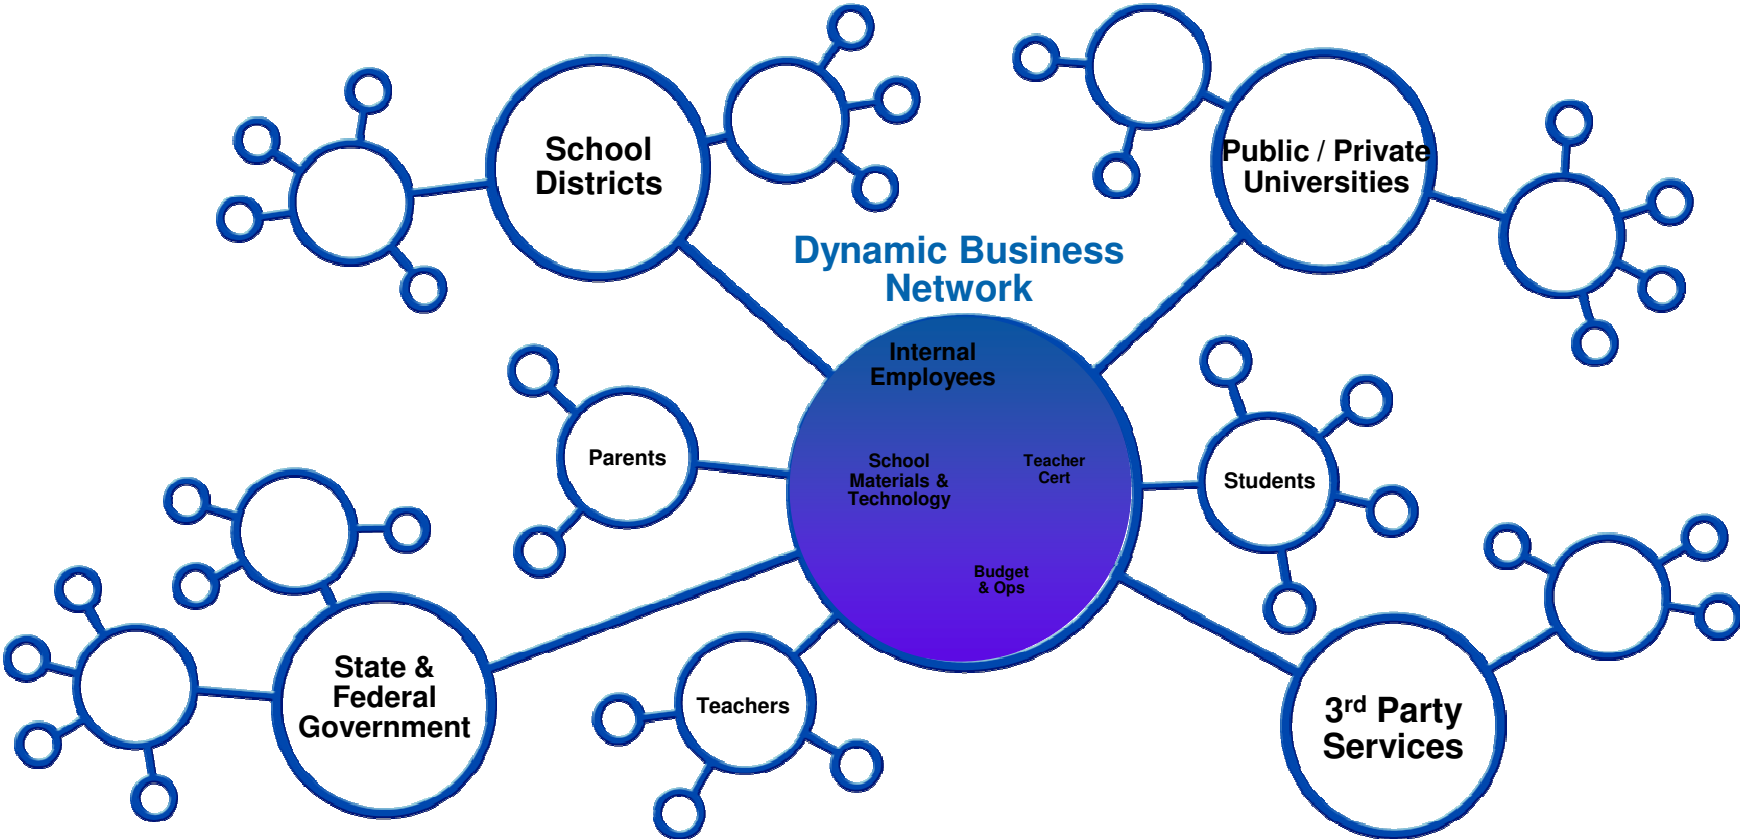 School
Districts
Public / Private
Universities
Dynamic Business
Network
Internal
Employees
Parents
School
Materials &
Technology
Teacher
Cert
Students
Budget
& Ops
State &
Federal
Government
Teachers
3rd Party
Services